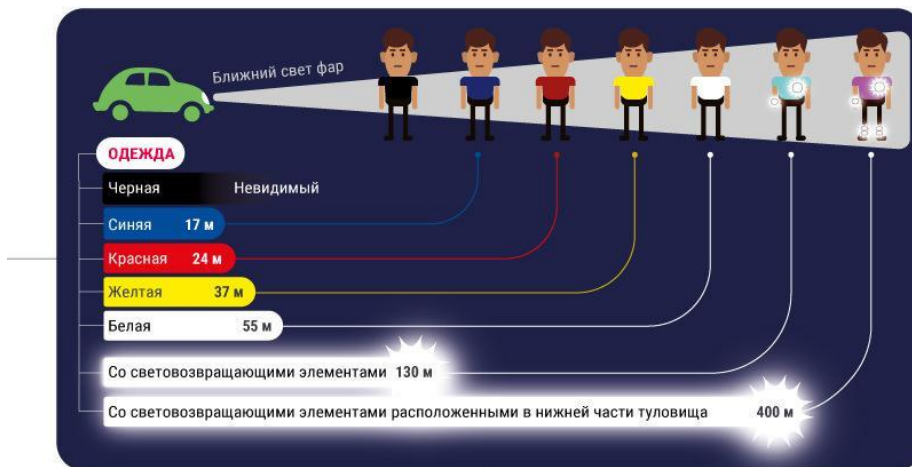 Ближний свет фар
ОДЕЖДА
Черная Невидимый
Синяя 17 м
Красная 24 м
Желтая 37 м
Белая 55 м
Со световозвращающими элементами 130 м
Со световозвращающими элементами расположенными в нижней части туловища 400 м